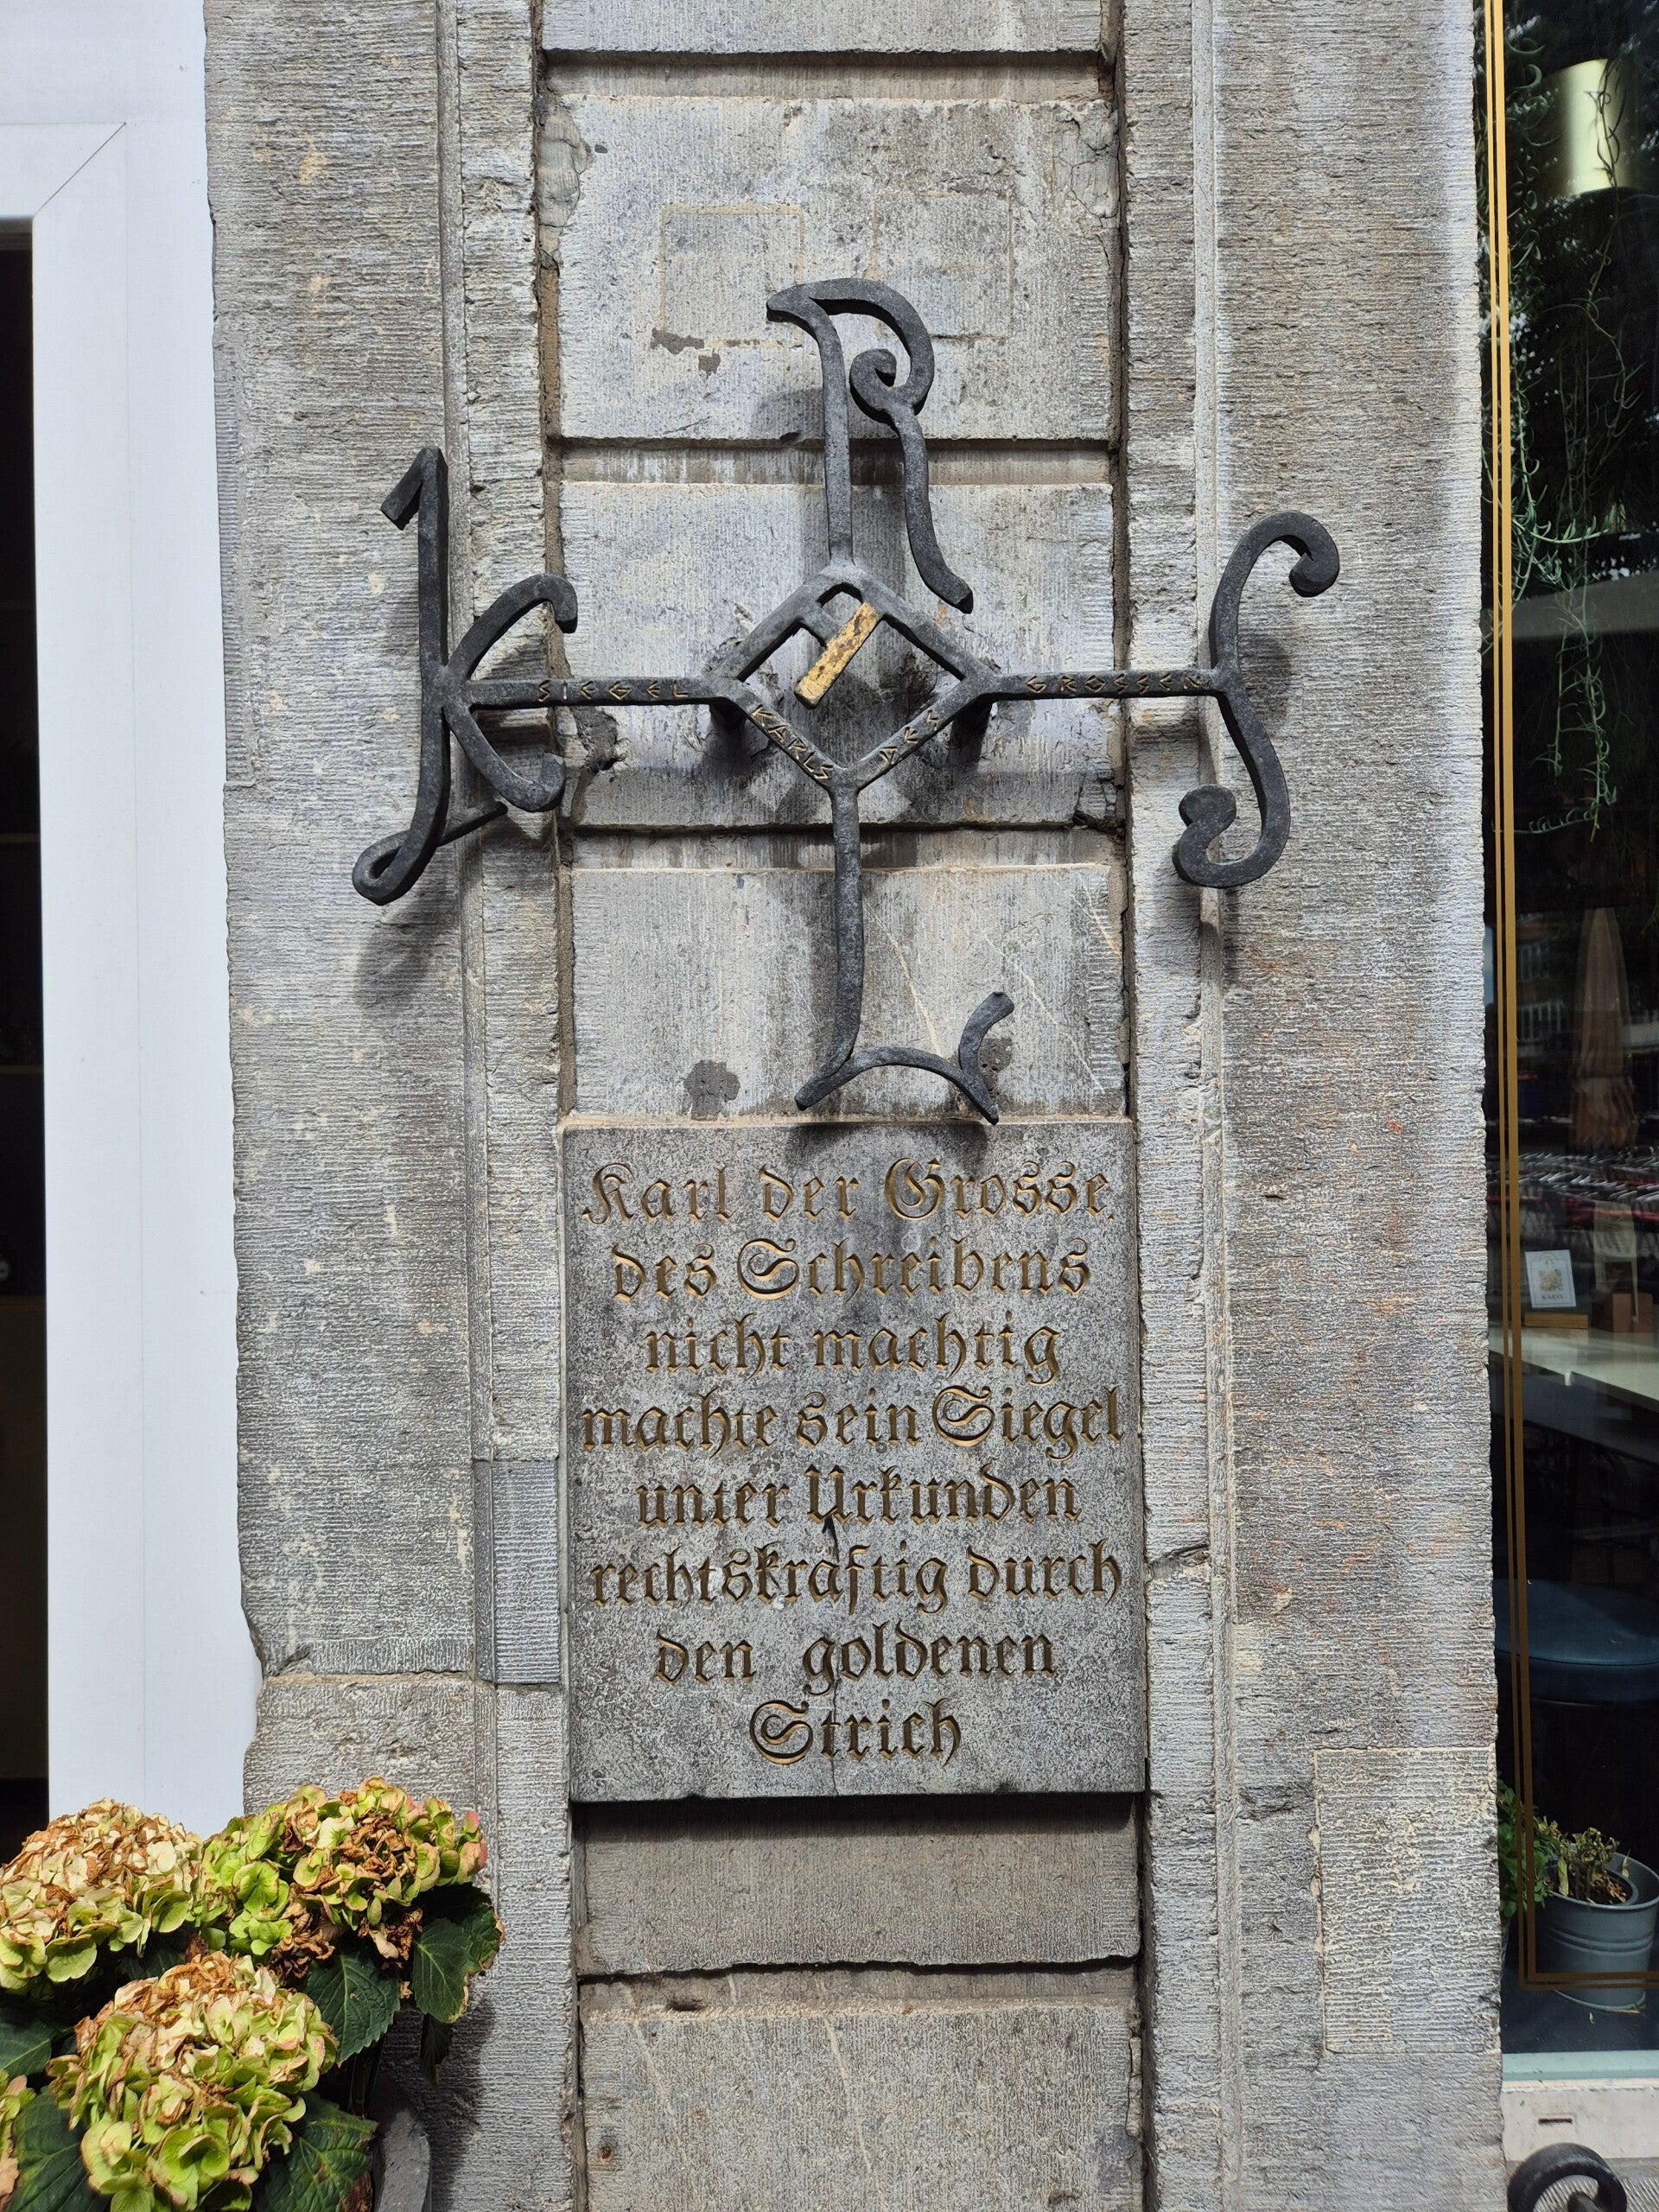 R
K
S
SIEGEL
KARLS
DES
GROSSEN
L
Karl der Grosse,
des Schreibens
nicht machtig
machte sein Siegel
unter Urkunden
rechtskraftig durch
den goldenen
Strich